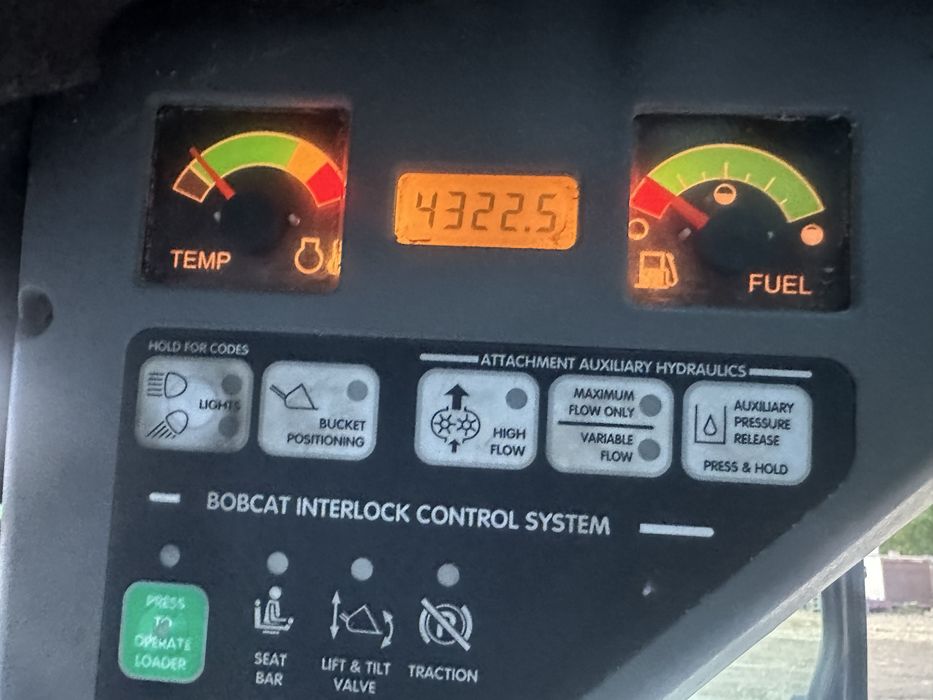 4322.5
TEMP
FUEL
HOLD FOR CODES
LIGHTS
BUCKET
POSITIONING
ATTACHMENT AUXILIARY HYDRAULICS
HIGH
FLOW
MAXIMUM
FLOW ONLY
VARIABLE
FLOW
AUXILIARY
PRESSURE
RELEASE
PRESS & HOLD
BOBCAT INTERLOCK CONTROL SYSTEM
PRESS
TO
OPERATE
LOADER
SEAT
BAR
LIFT & TILT
VALVE
P
TRACTION